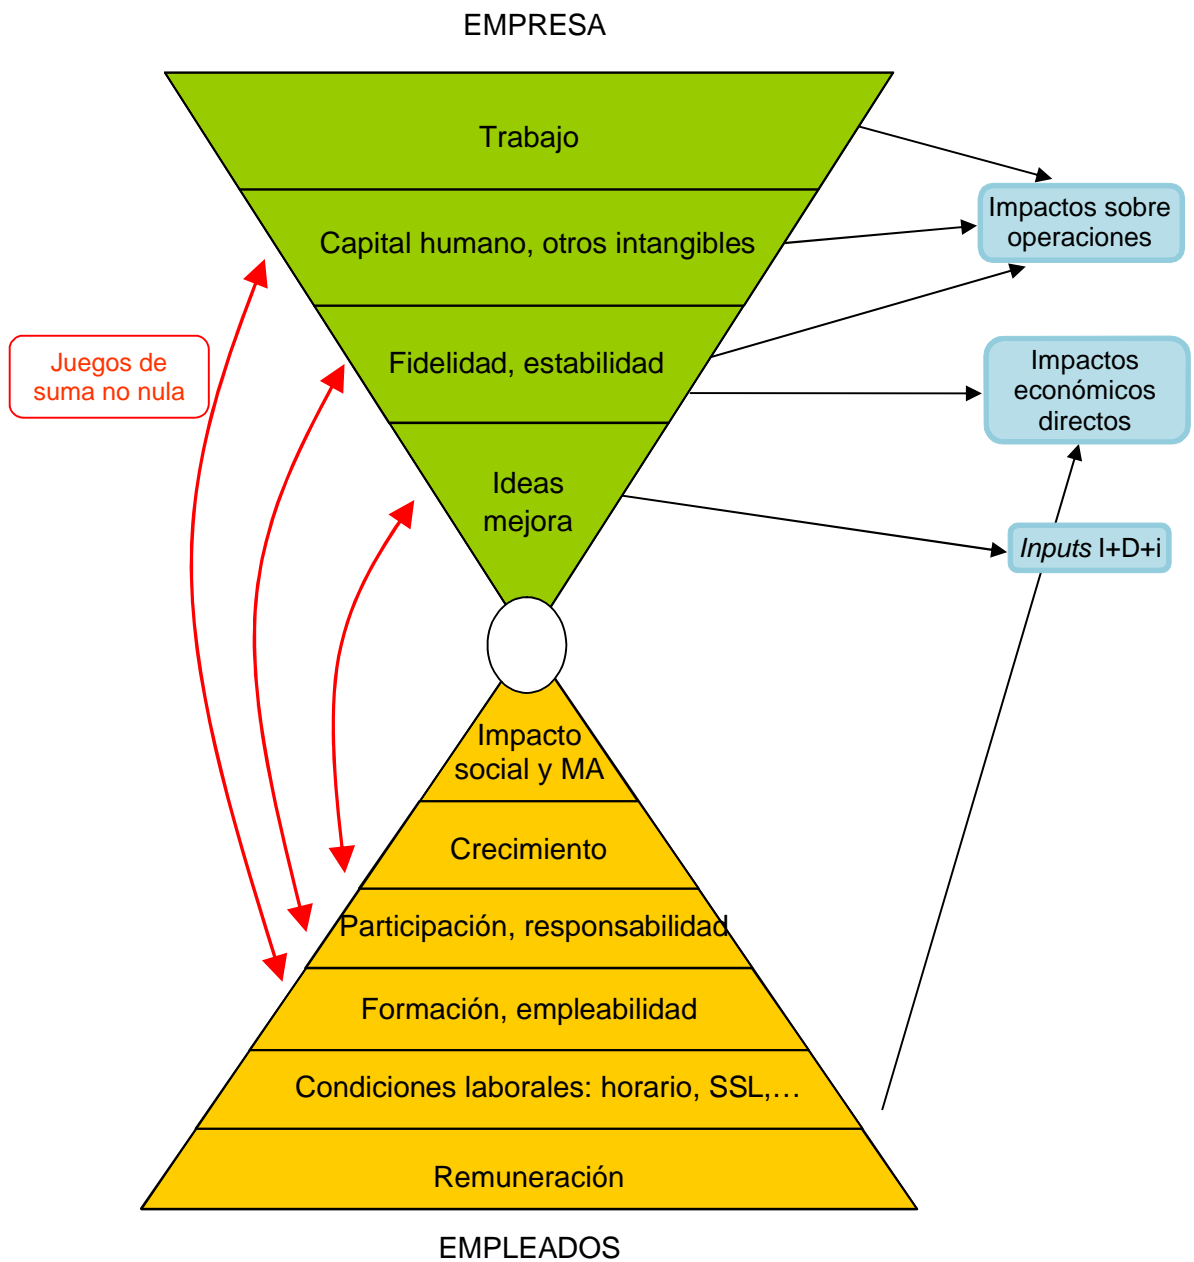 EMPRESA
Trabajo
Capital humano, otros intangibles
Fidelidad, estabilidad
Ideas
mejora
Impactos sobre
operaciones
Impactos
económicos
directos
Inputs I+D+i
Juegos de
suma no nula
Impacto
social y MA
Crecimiento
Participación, responsabilidad
Formación, empleabilidad
Condiciones laborales: horario, SSL,…
Remuneración
EMPLEADOS